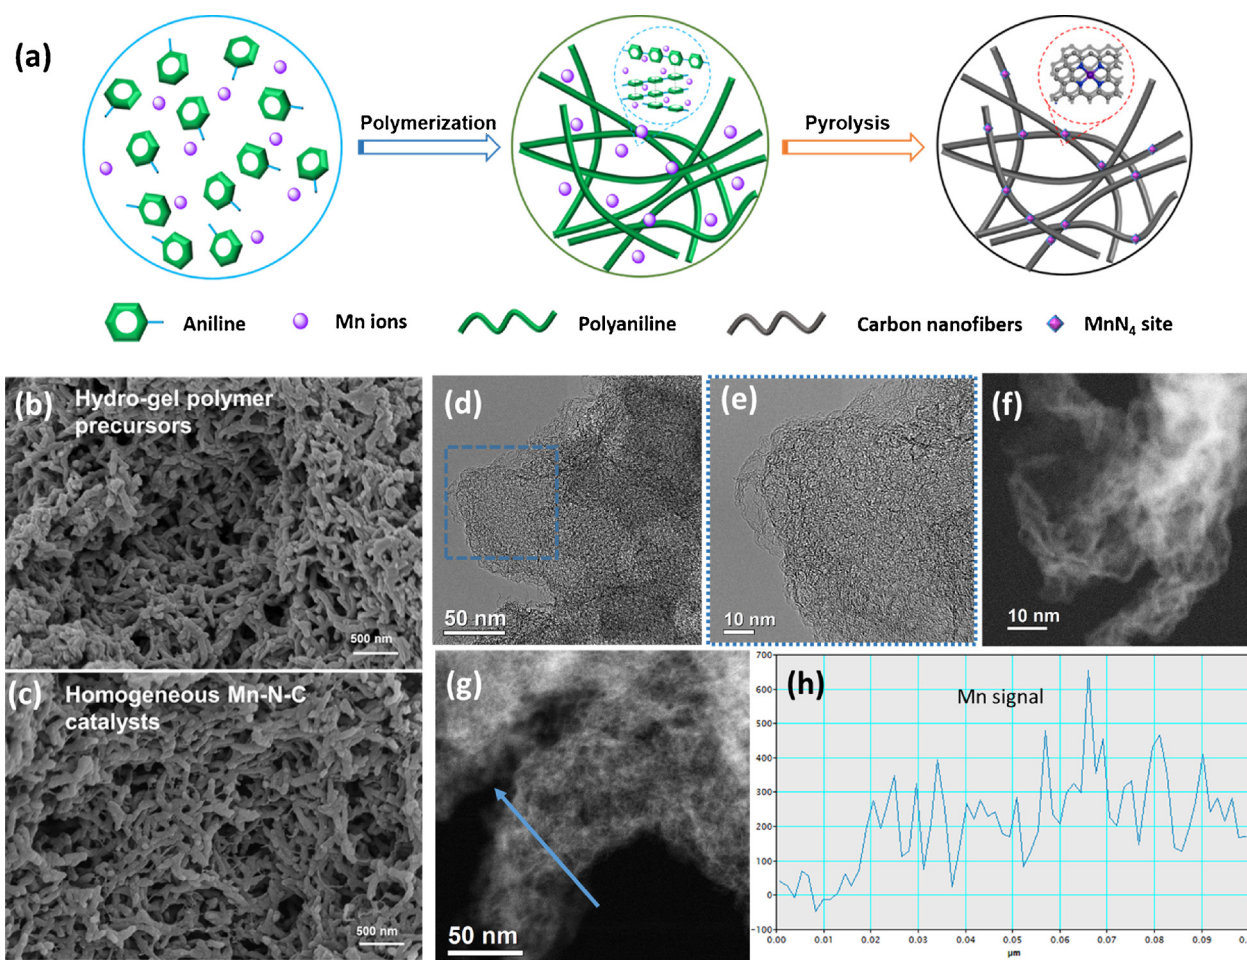 (a)
Polymerization
Pyrolysis
Aniline
Mn ions
Polyaniline
Carbon nanofibers
MnN₄ site
(b) Hydro-gel polymer
precursors
500 nm
(c) Homogeneous Mn-N-C
catalysts
500 nm
(d)
50 nm
(e)
10 nm
(f)
10 nm
(g)
50 nm
(h)
Mn signal
700
600
500
400
300
200
100
0
-100
0.00 0.01 0.02 0.03 0.04 0.05 0.06 0.07 0.08 0.09 0.
µm